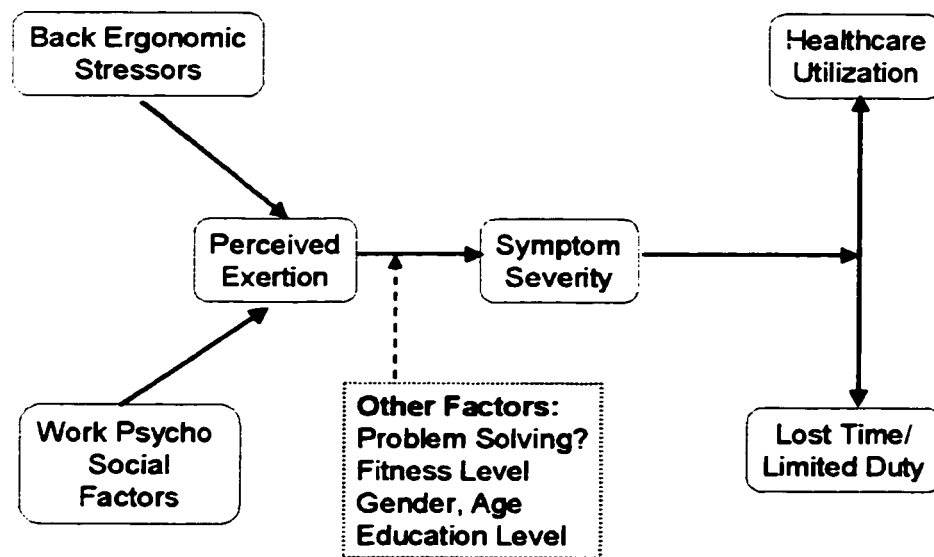 Back Ergonomic
Stressors
Healthcare
Utilization
Perceived
Exertion
Symptom
Severity
Work Psycho
Social
Factors
Other Factors:
Problem Solving?
Fitness Level
Gender, Age
Education Level
Lost Time/
Limited Duty